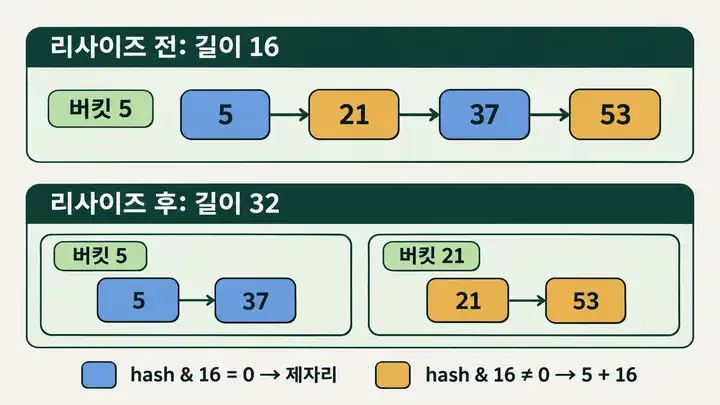 리사이즈 전: 길이 16
버킷 5
5
21
37
53
리사이즈 후: 길이 32
버킷 5
5
37
버킷 21
21
53
hash & 16 = 0 → 제자리
hash & 16 ≠ 0 → 5 + 16